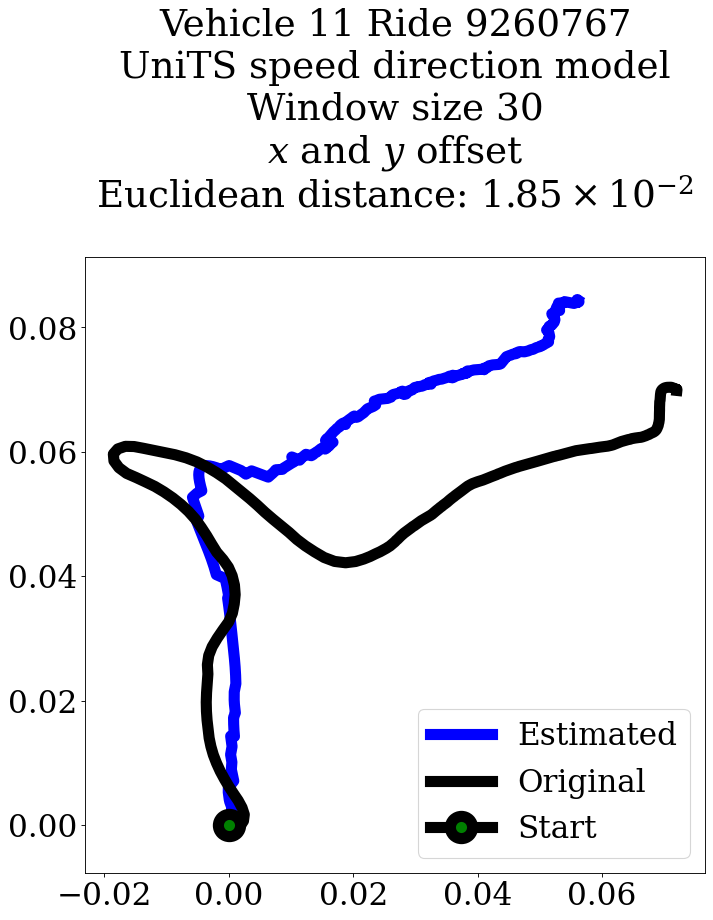 Vehicle 11 Ride 9260767
UniTS speed direction model
Window size 30
x and y offset
Euclidean distance: 1.85 × 10⁻²
0.08
0.06
0.04
0.02
0.00
Estimated
Original
Start
−0.02 0.00 0.02 0.04 0.06